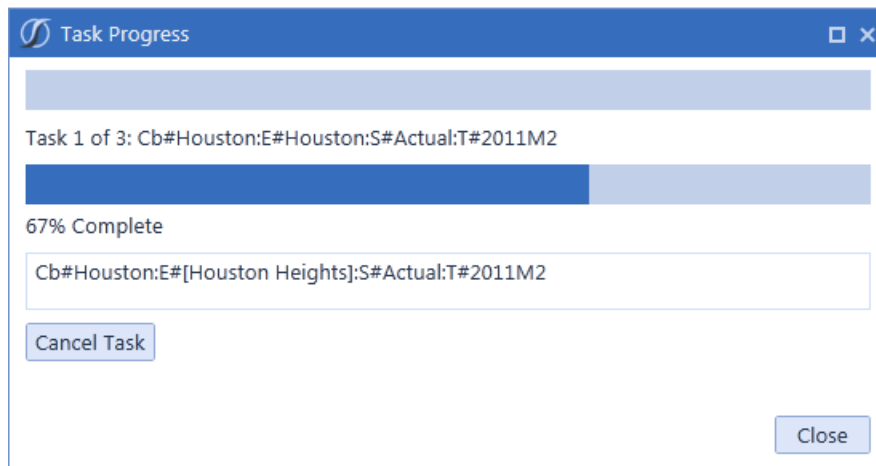 Task Progress
Task 1 of 3: Cb#Houston:E#Houston:S#Actual:T#2011M2
67% Complete
Cb#Houston:E#[Houston Heights]:S#Actual:T#2011M2
Cancel Task
Close